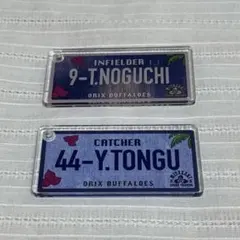 INFIELDER
9-T.NOGUCHI
ORIX BUFFALOES
CATCHER
44-Y.TONGU
ORIX BUFFALOES